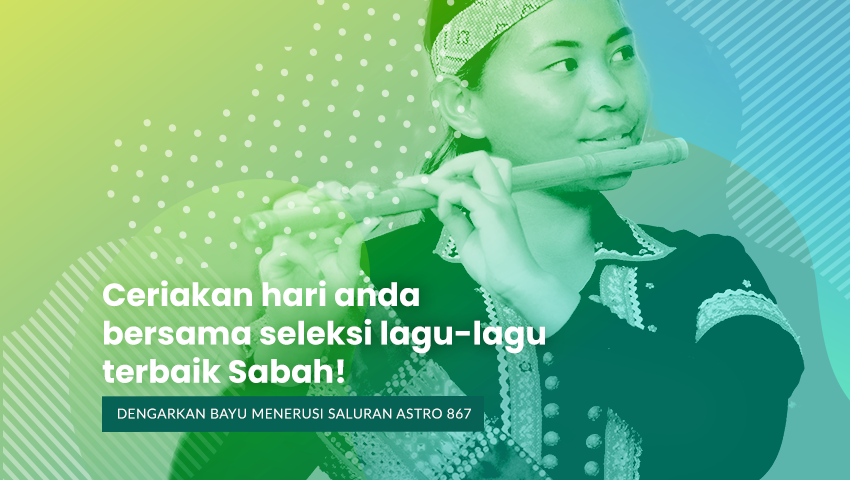 Ceriakan hari anda
bersama seleksi lagu-lagu
terbaik Sabah!
DENGARKAN BAYU MENERUSI SALURAN ASTRO 867